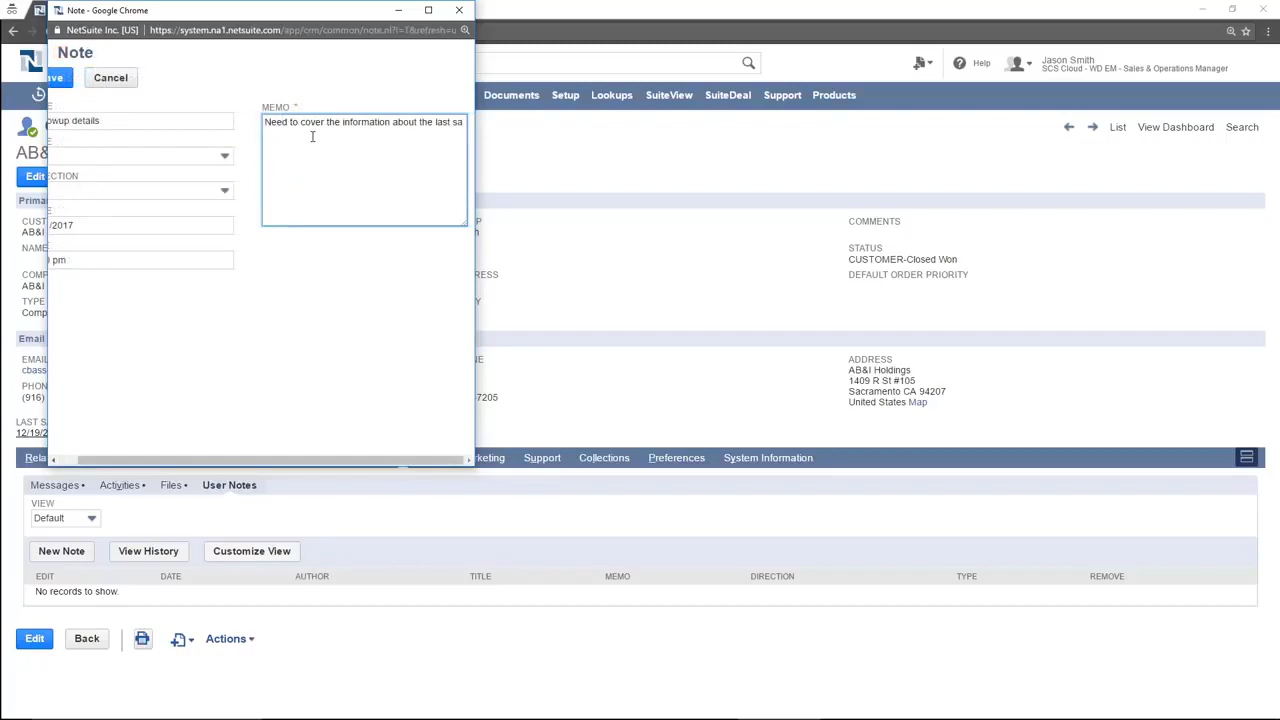 Note - Google Chrome
NetSuite Inc. [US] https://system.na1.netsuite.com/app/crm/common/note.nl?l=T&refresh=u
Note
ave
Cancel
MEMO *
owup details
Need to cover the information about the last sa
ECTION
/2017
pm
Help
Jason Smith
SCS Cloud - WD EM - Sales & Operations Manager
Documents Setup Lookups SuiteView SuiteDeal Support Products
List View Dashboard Search
AB&
Edit
Prima
CUST
AB&I
NAME
COMP
AB&I
TYPE
Comp
RESS
COMMENTS
STATUS
CUSTOMER-Closed Won
DEFAULT ORDER PRIORITY
Email
EMAIL
cbass
PHON
(916)
LAST SA
12/19/2
NE
-7205
ADDRESS
AB&I Holdings
1409 R St #105
Sacramento CA 94207
United States Map
Rela
rketing Support Collections Preferences System Information
Messages • Activities • Files • User Notes
VIEW
Default
New Note View History Customize View
EDIT DATE AUTHOR TITLE MEMO DIRECTION TYPE REMOVE
No records to show.
Edit Back Actions